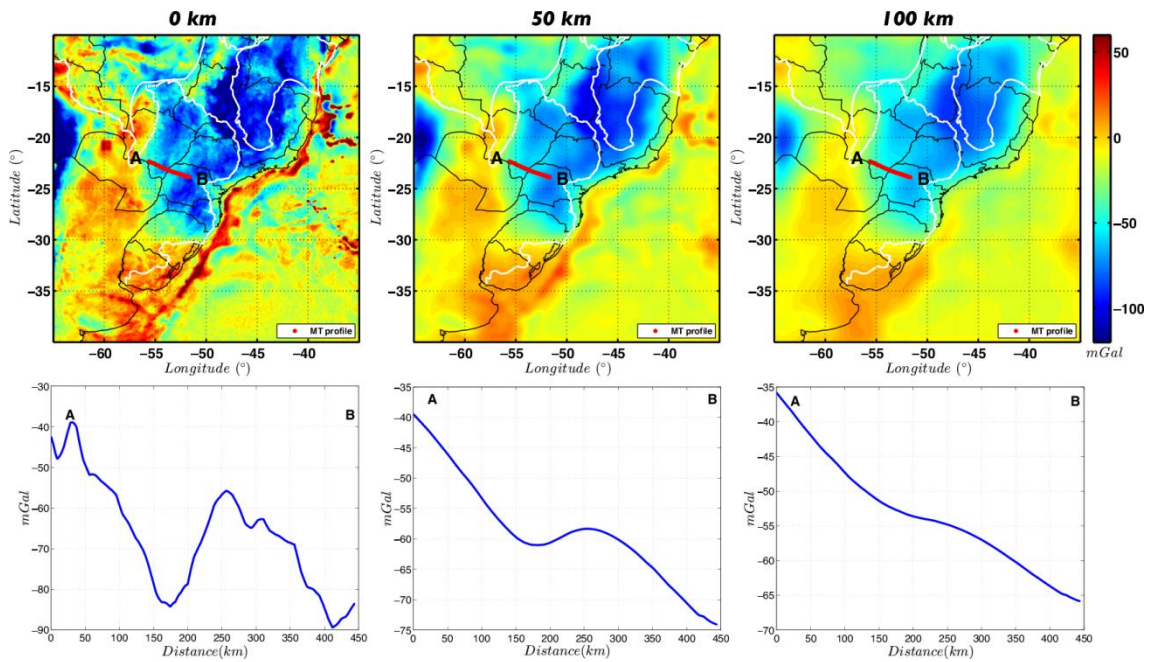 0 km
50 km
100 km
−10
−15
−20
−25
−30
−35
Latitude (°)
A
B
MT profile
−60
−55
−50
−45
−40
Longitude (°)
−10
−15
−20
−25
−30
−35
Latitude (°)
A
B
MT profile
−60
−55
−50
−45
−40
Longitude (°)
−10
−15
−20
−25
−30
−35
Latitude (°)
A
B
MT profile
−60
−55
−50
−45
−40
Longitude (°)
50
0
−50
−100
mGal
−30
−40
−50
−60
−70
−80
−90
mGal
A
B
0 50 100 150 200 250 300 350 400 450
Distance(km)
−35
−40
−45
−50
−55
−60
−65
−70
−75
mGal
A
B
0 50 100 150 200 250 300 350 400 450
Distance(km)
−35
−40
−45
−50
−55
−60
−65
−70
mGal
A
B
0 50 100 150 200 250 300 350 400 450
Distance(km)